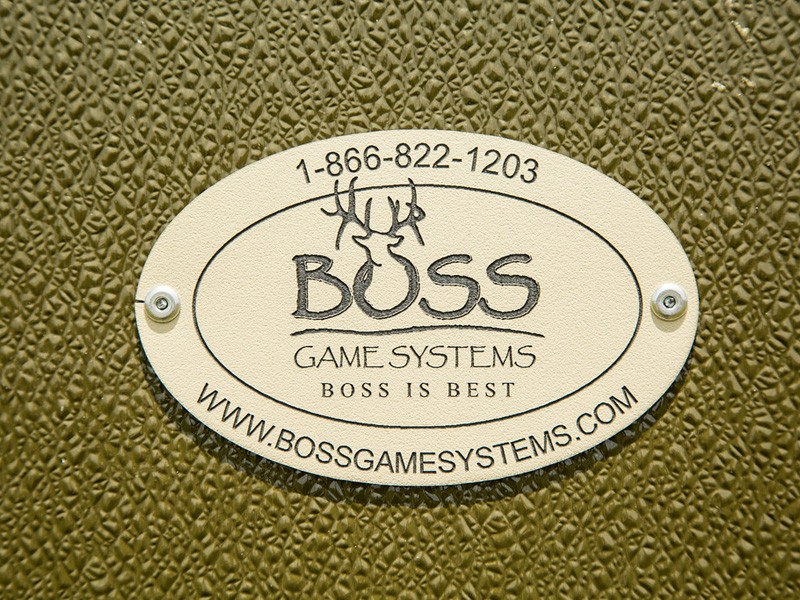 1-866-822-1203
BOSS
GAME SYSTEMS
BOSS IS BEST
WWW.BOSSGAMESYSTEMS.COM